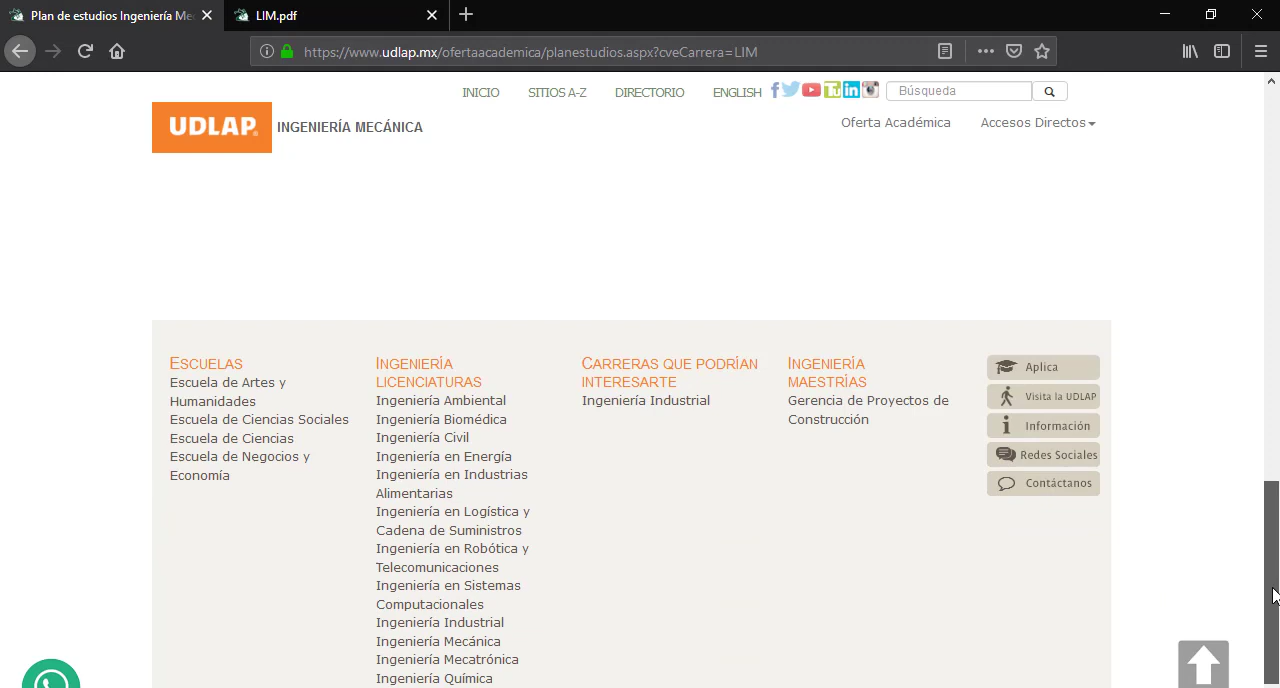 Plan de estudios Ingeniería Me
LIM.pdf
https://www.udlap.mx/ofertaacademica/planestudios.aspx?cveCarrera=LIM
INICIO
SITIOS A-Z
DIRECTORIO
ENGLISH
Búsqueda
UDLAP
INGENIERÍA MECÁNICA
Oferta Académica
Accesos Directos
ESCUELAS
Escuela de Artes y
Humanidades
Escuela de Ciencias Sociales
Escuela de Ciencias
Escuela de Negocios y
Economía
INGENIERÌA
LICENCIATURAS
Ingeniería Ambiental
Ingeniería Biomédica
Ingeniería Civil
Ingeniería en Energía
Ingeniería en Industrias
Alimentarias
Ingeniería en Logística y
Cadena de Suministros
Ingeniería en Robótica y
Telecomunicaciones
Ingeniería en Sistemas
Computacionales
Ingeniería Industrial
Ingeniería Mecánica
Ingeniería Mecatrónica
Ingeniería Química
CARRERAS QUE PODRÍAN
INTERESARTE
Ingeniería Industrial
INGENIERÌA
MAESTRÌAS
Gerencia de Proyectos de
Construcción
Aplica
Visita la UDLAP
Información
Redes Sociales
Contáctanos